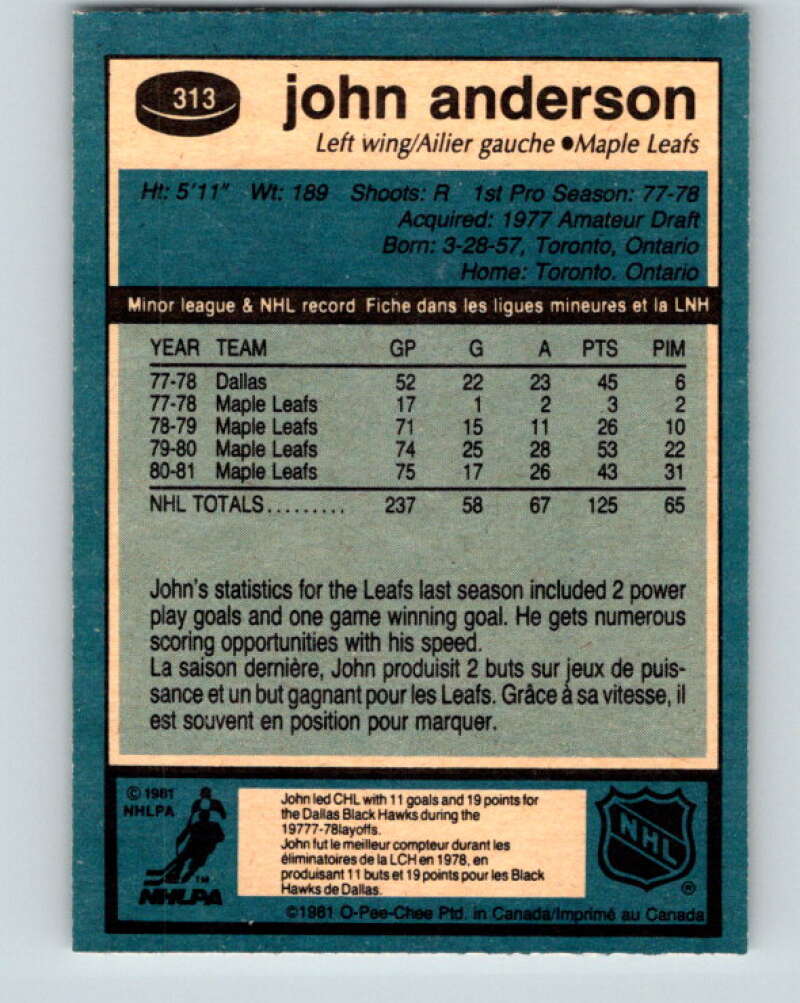 313
john anderson
Left wing/Ailier gauche ●Maple Leafs
Ht: 5'11" Wt: 189 Shoots: R 1st Pro Season: 77-78
Acquired: 1977 Amateur Draft
Born: 3-28-57, Toronto, Ontario
Home: Toronto. Ontario
Minor league & NHL record Fiche dans les ligues mineures et la LNH
YEAR TEAM GP G A PTS PIM
77-78 Dallas 52 22 23 45 6
77-78 Maple Leafs 17 1 2 3 2
78-79 Maple Leafs 71 15 11 26 10
79-80 Maple Leafs 74 25 28 53 22
80-81 Maple Leafs 75 17 26 43 31
NHL TOTALS......... 237 58 67 125 65
John's statistics for the Leafs last season included 2 power
play goals and one game winning goal. He gets numerous
scoring opportunities with his speed.
La saison dernière, John produisit 2 buts sur jeux de puis-
sance et un but gagnant pour les Leafs. Grâce à sa vitesse, il
est souvent en position pour marquer.
© 1981
NHLPA
TM
NHLPA
John led CHL with 11 goals and 19 points for
the Dallas Black Hawks during the
19777-78layoffs.
John fut le meilleur compteur durant les
éliminatoires de la LCH en 1978, en
produisant 11 buts et 19 points pour les Black
Hawks de Dallas.
NHL
®
©1981 O-Pee-Chee Ptd. in Canada/Imprimé au Canada